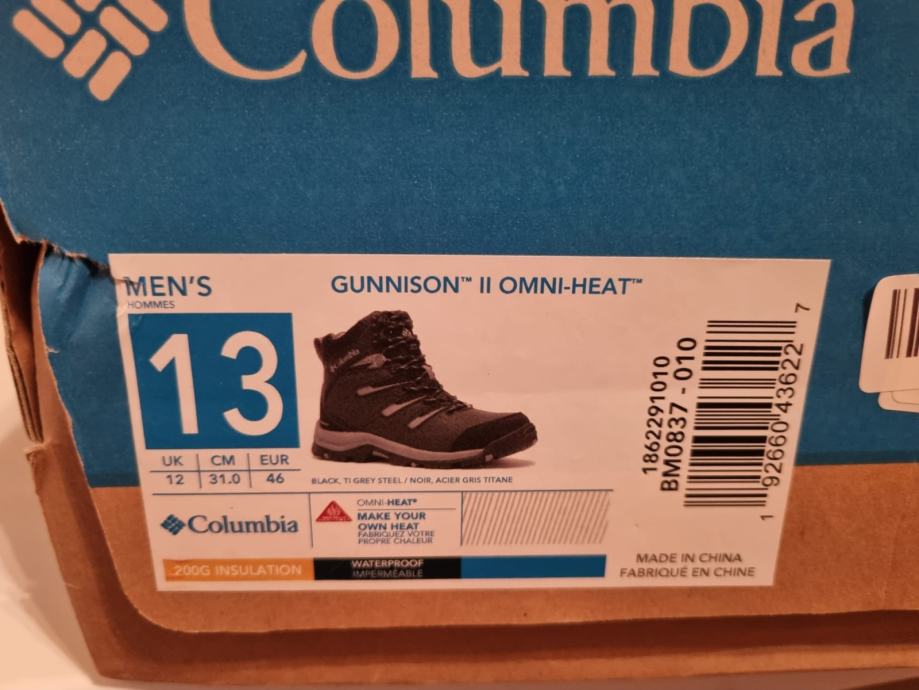 Columbia
MEN'S
HOMMES
GUNNISON™ II OMNI-HEAT™
13
UK CM EUR
12 31.0 46
Columbia
BLACK, TI GREY STEEL / NOIR, ACIER GRIS TITANE
1862291010
BM0837 - 010
1 92660 43622 7
Columbia
OMNI-HEAT®
MAKE YOUR
OWN HEAT
FABRIQUEZ VOTRE
PROPRE CHALEUR
200G INSULATION
WATERPROOF
IMPERMÉABLE
MADE IN CHINA
FABRIQUÉ EN CHINE